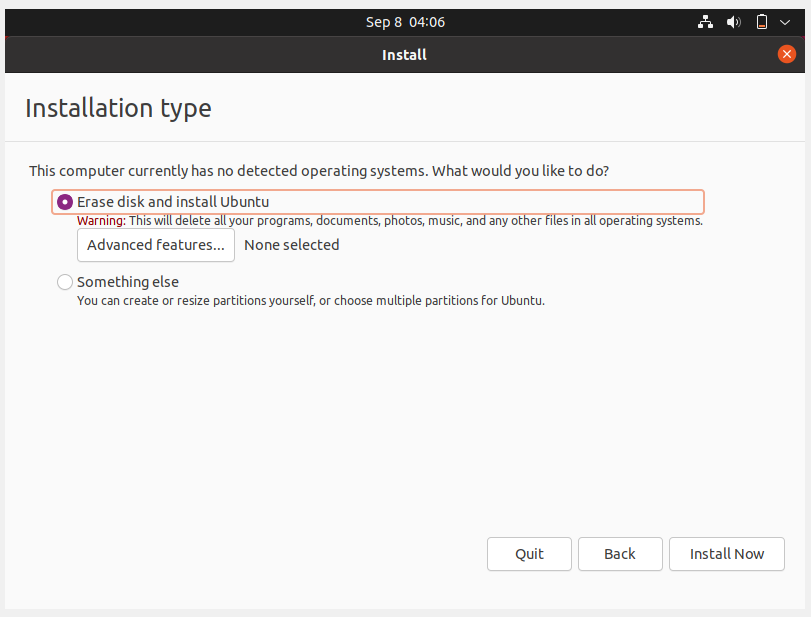 Sep 8 04:06
Install
Installation type
This computer currently has no detected operating systems. What would you like to do?
Erase disk and install Ubuntu
Warning: This will delete all your programs, documents, photos, music, and any other files in all operating systems.
Advanced features... None selected
Something else
You can create or resize partitions yourself, or choose multiple partitions for Ubuntu.
Quit Back Install Now